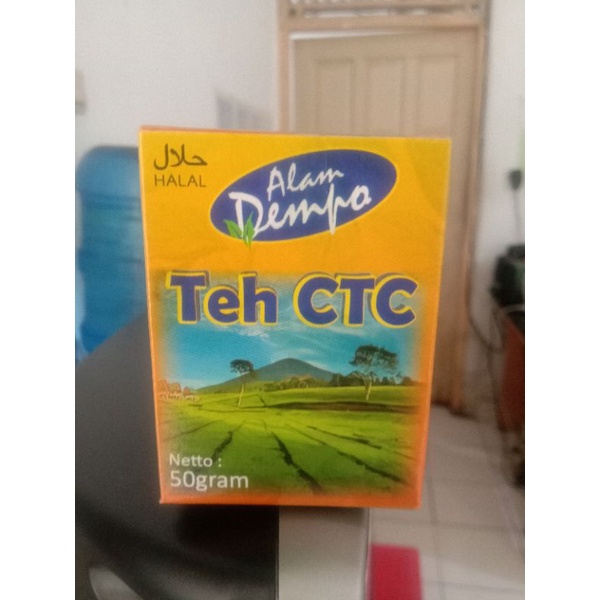 حلال
HALAL
Alam
Dempo
Teh CTC
Netto :
50gram